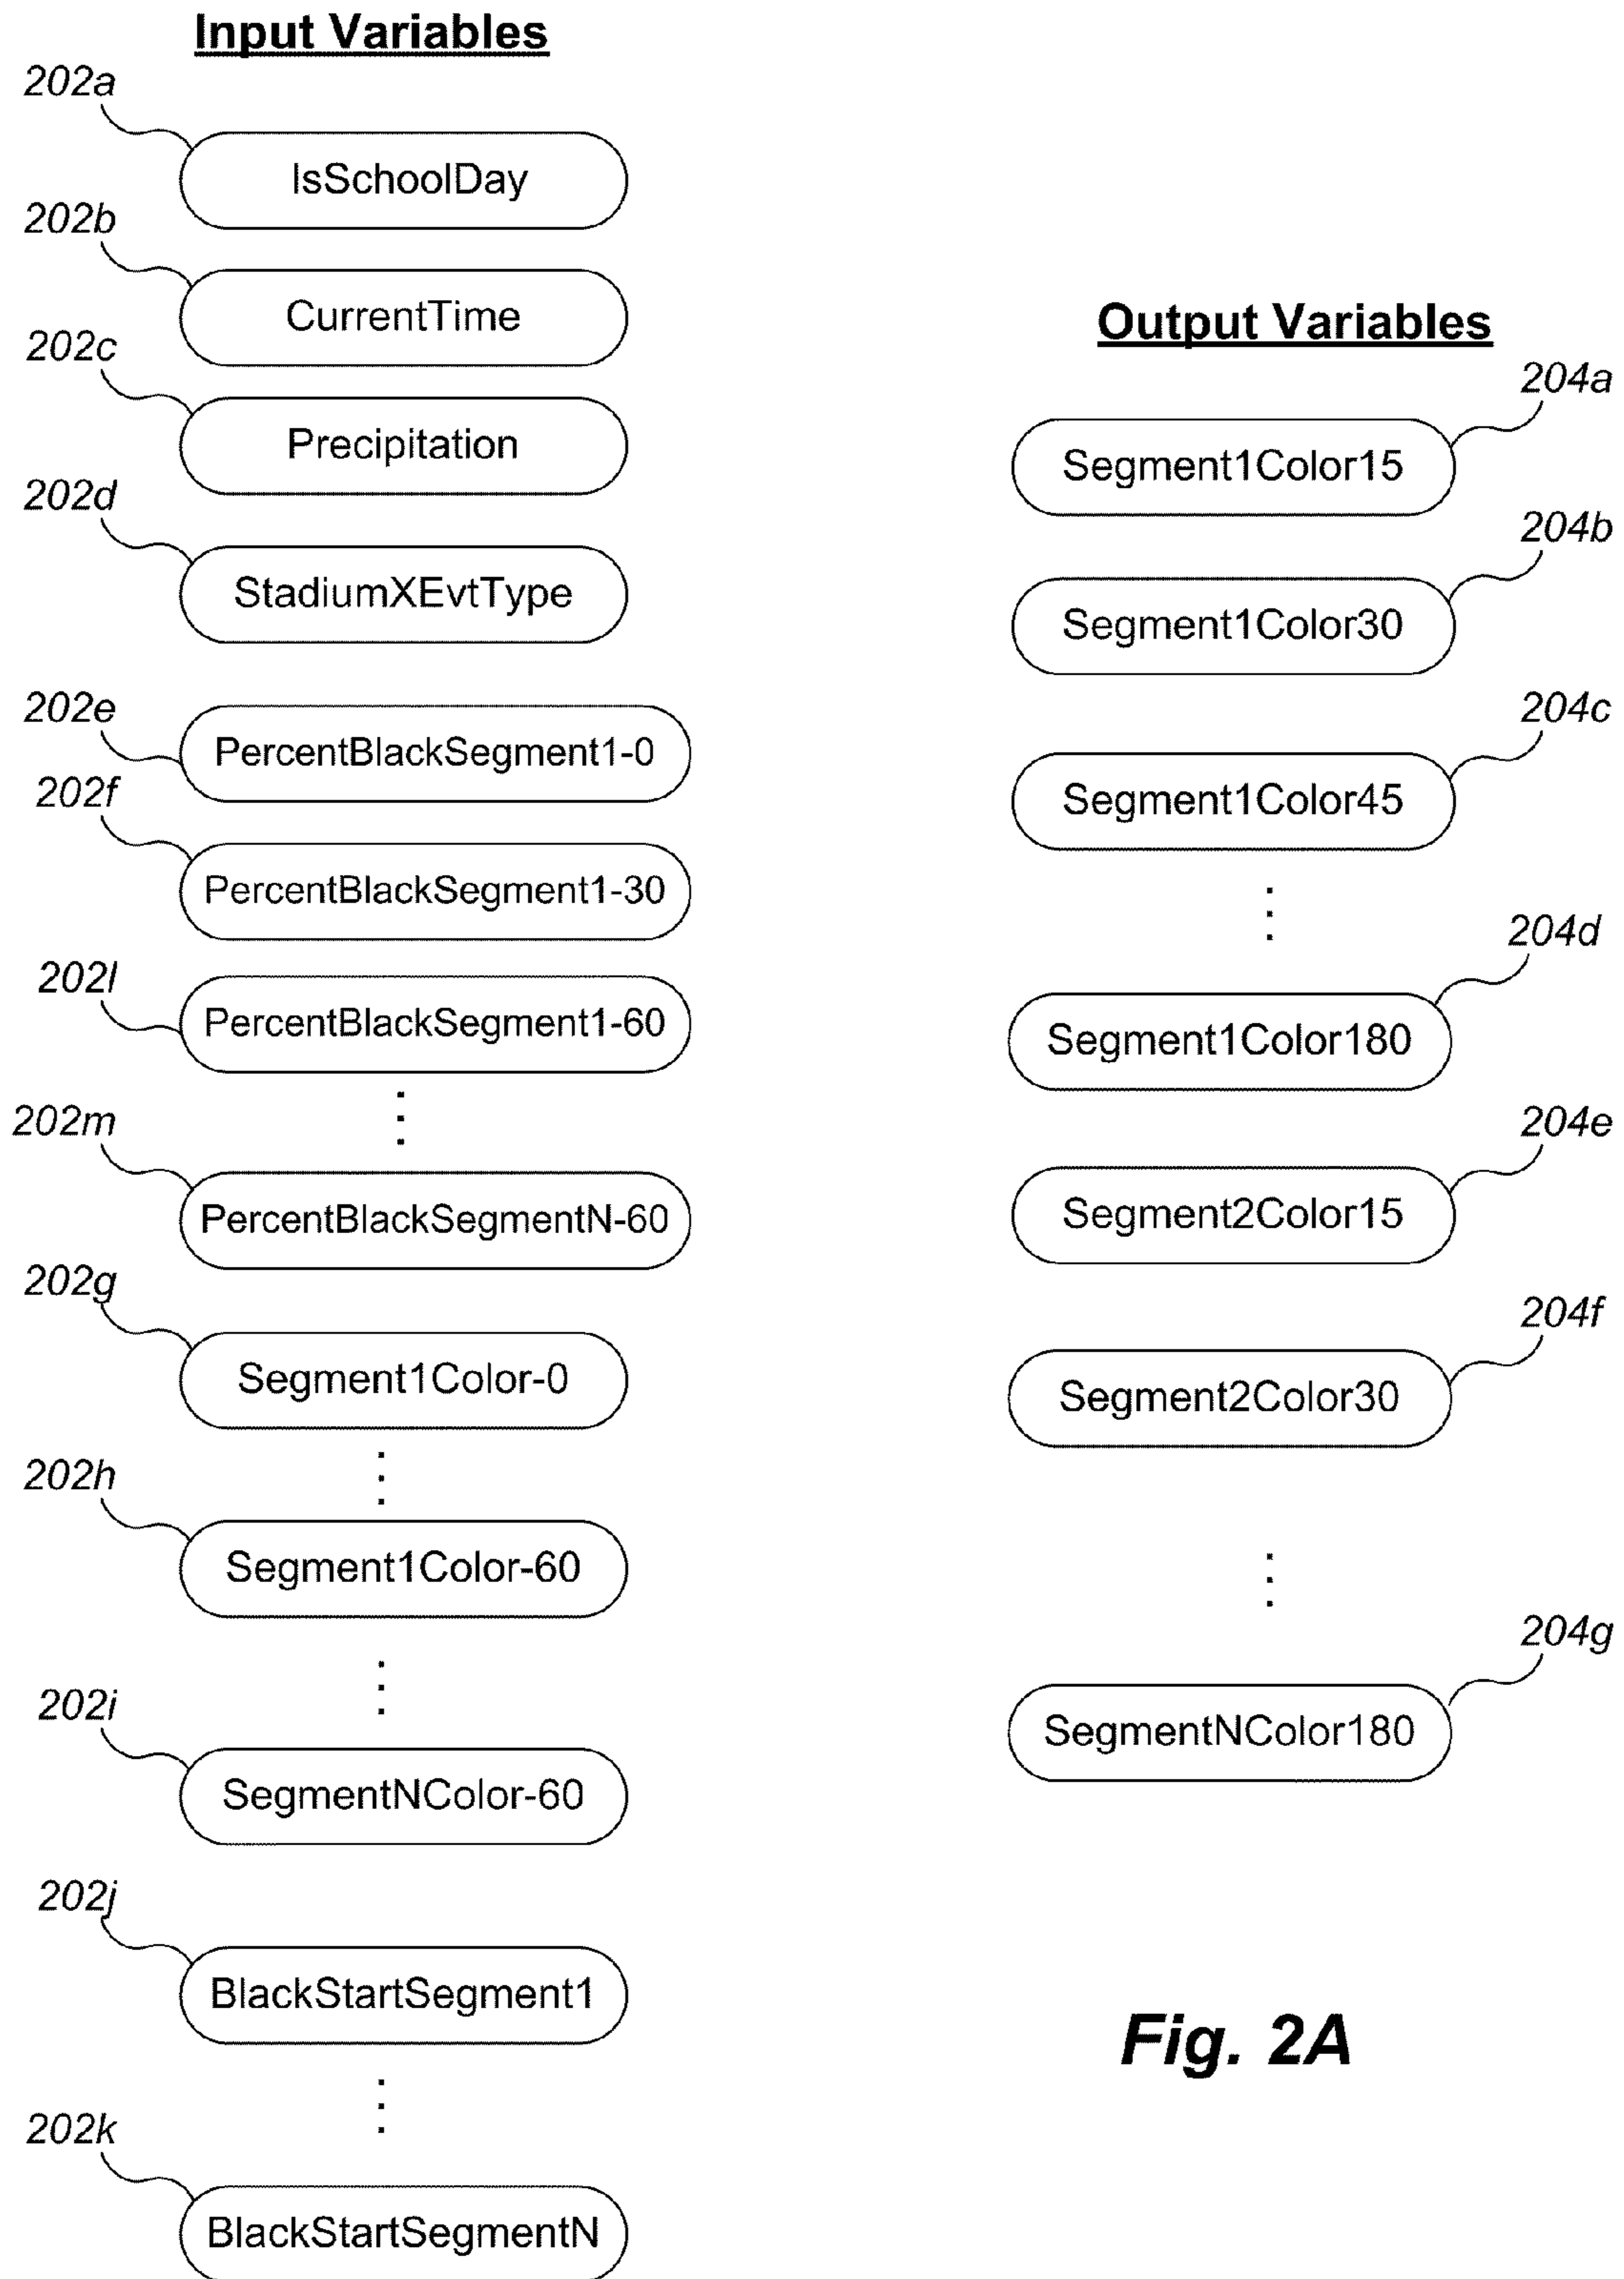 Input Variables
202a
IsSchoolDay
202b
CurrentTime
202c
Precipitation
202d
StadiumXEvtType
202e
PercentBlackSegment1-0
202f
PercentBlackSegment1-30
202l
PercentBlackSegment1-60
202m
PercentBlackSegmentN-60
202g
Segment1Color-0
202h
Segment1Color-60
202i
SegmentNColor-60
202j
BlackStartSegment1
202k
BlackStartSegmentN
Output Variables
204a
Segment1Color15
204b
Segment1Color30
204c
Segment1Color45
204d
Segment1Color180
204e
Segment2Color15
204f
Segment2Color30
204g
SegmentNColor180
Fig. 2A